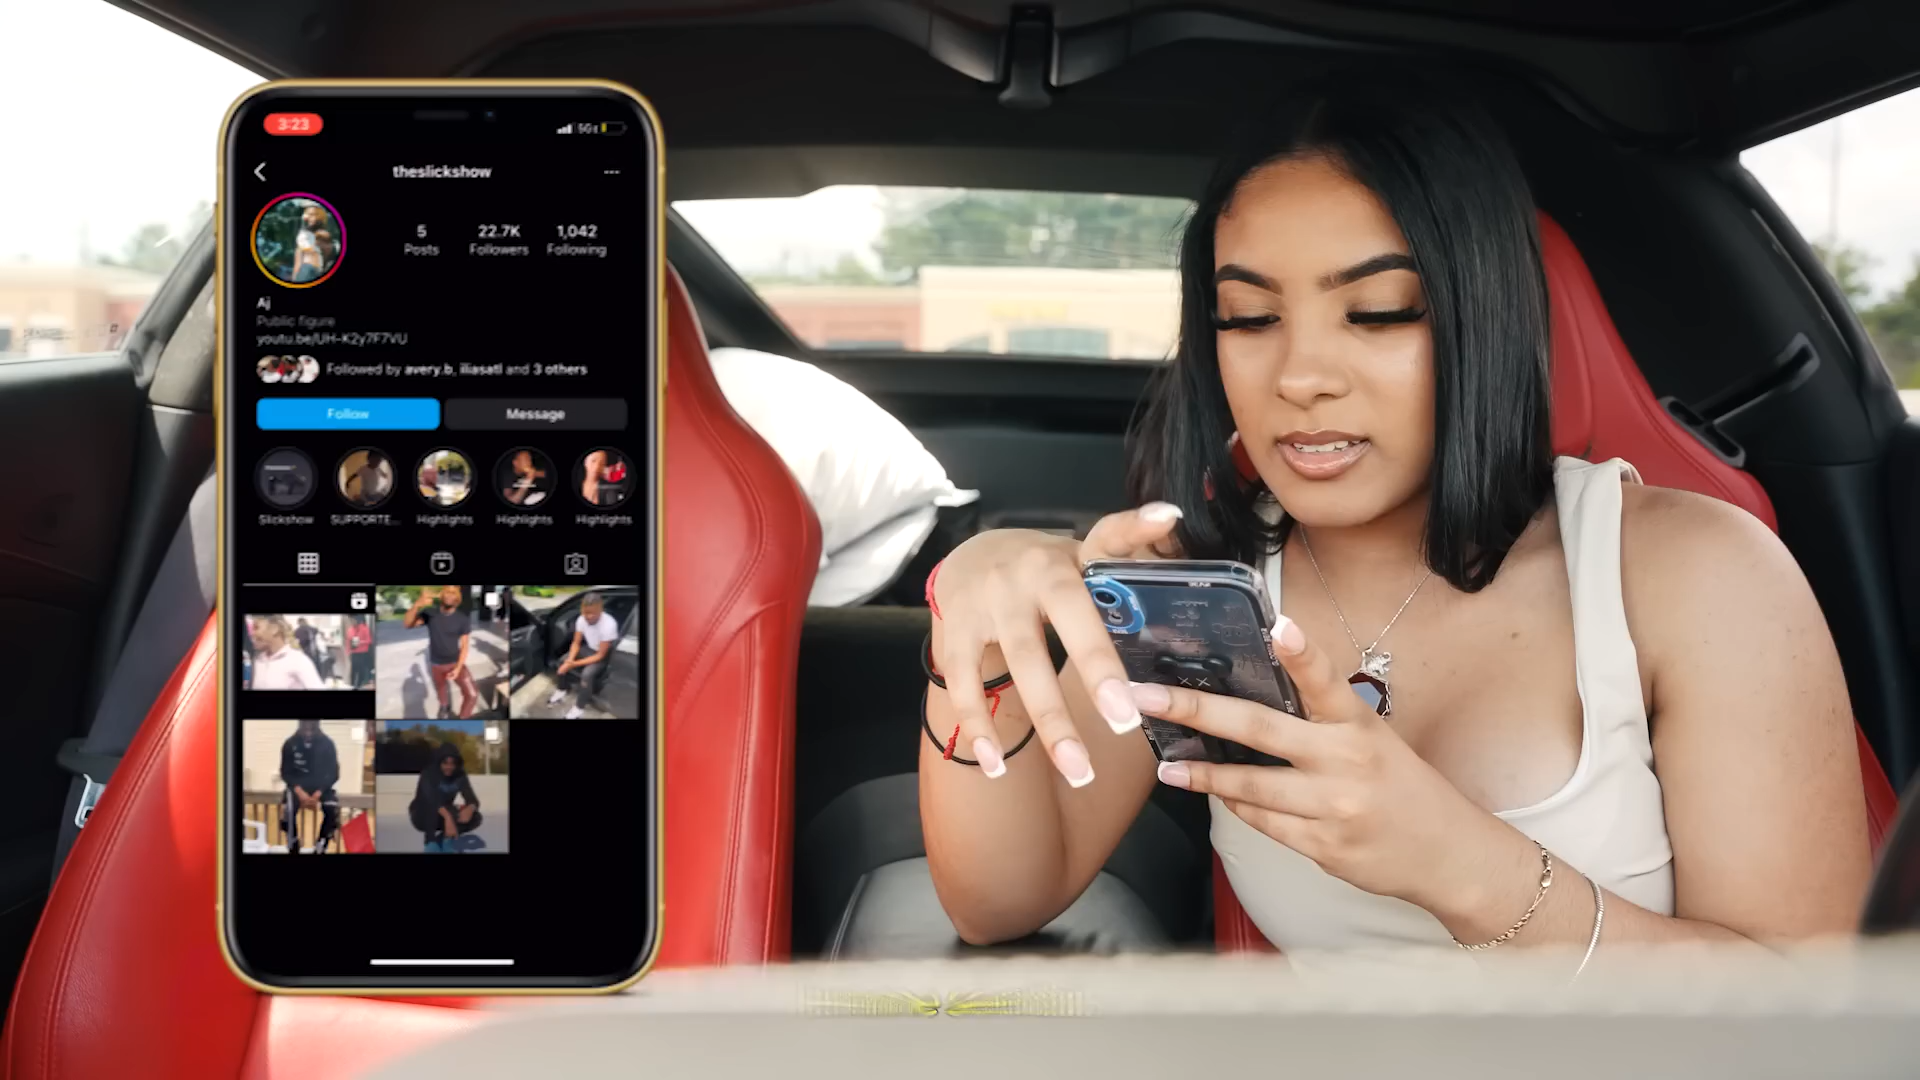 3:23
5G
theslickshow
5 22.7K 1,042
Posts Followers Following
Aj
Public figure
youtu.be/UH-K2y7F7VU
Followed by avery.b, iliasatl and 3 others
Follow Message
Slickshow SUPPORTE... Highlights Highlights Highlights